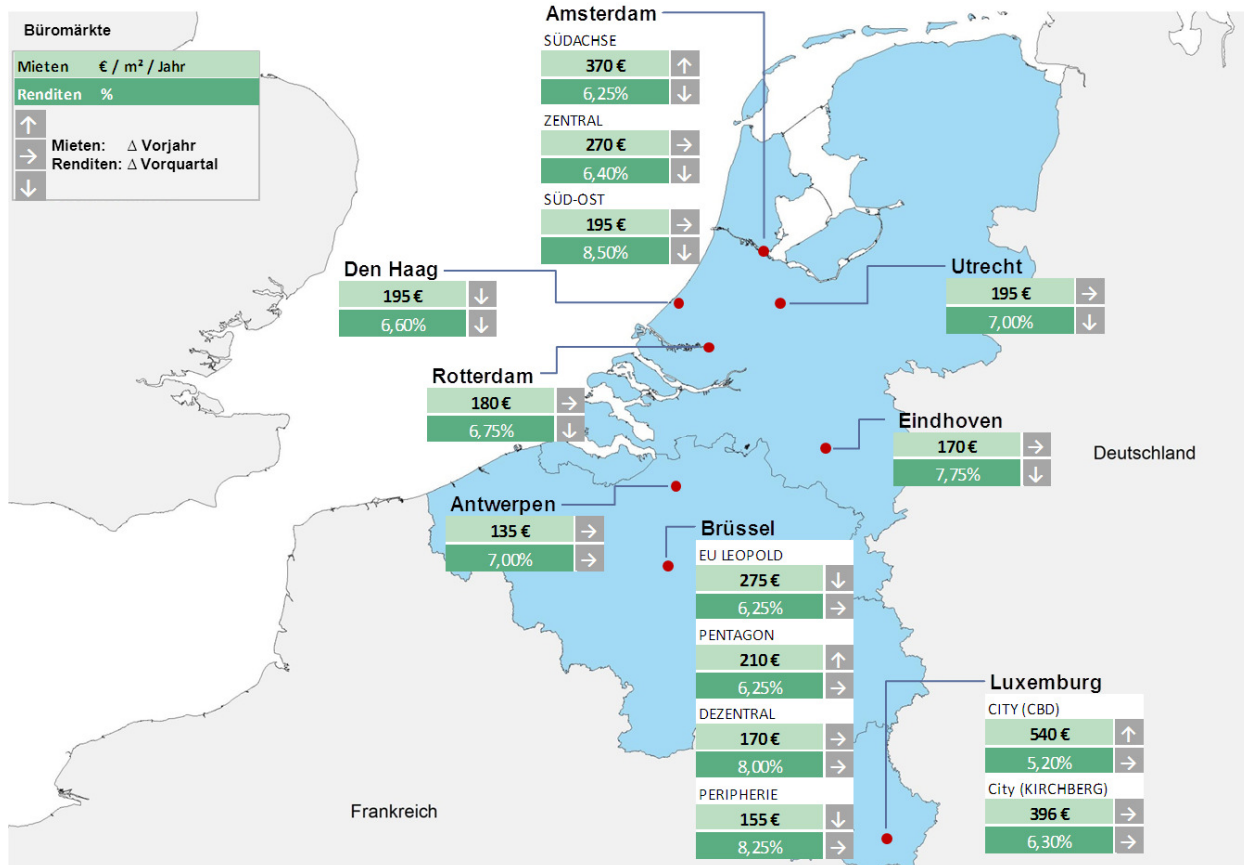 Büromärkte
Mieten € / m² / Jahr
Renditen %
↑
→
↓
Mieten: Δ Vorjahr
Renditen: Δ Vorquartal
Amsterdam
SÜDACHSE
370 € ↑
6,25% ↓
ZENTRAL
270 € →
6,40% ↓
SÜD-OST
195 € →
8,50% ↓
Den Haag
195 € ↓
6,60% ↓
Utrecht
195 € →
7,00% ↓
Rotterdam
180 € →
6,75% ↓
Eindhoven
170 € →
7,75% ↓
Deutschland
Antwerpen
135 € →
7,00% →
Brüssel
EU LEOPOLD
275 € ↓
6,25% →
PENTAGON
210 € ↑
6,25% →
DEZENTRAL
170 € →
8,00% →
PERIPHERIE
155 € ↓
8,25% →
Luxemburg
CITY (CBD)
540 € ↑
5,20% →
City (KIRCHBERG)
396 € →
6,30% →
Frankreich